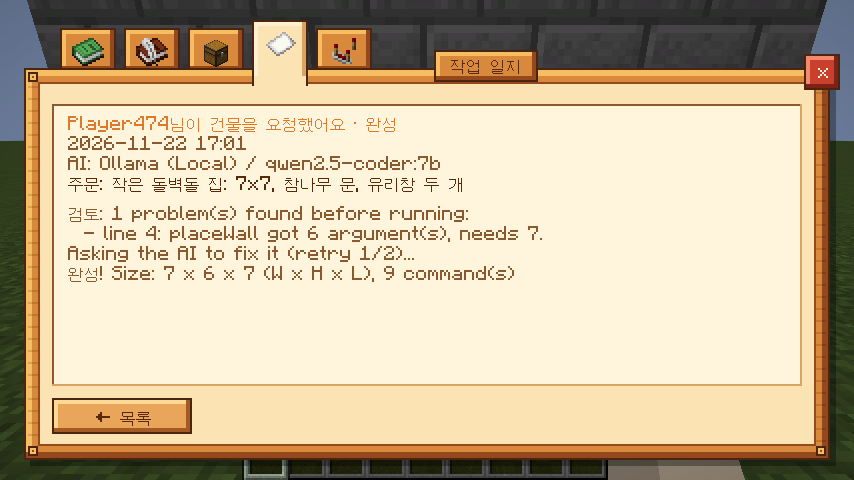 작업 일지
Player474님이 건물을 요청했어요 · 완성
2026-11-22 17:01
AI: Ollama (Local) / qwen2.5-coder:7b
주문: 작은 돌벽돌 집: 7x7, 참나무 문, 유리창 두 개
검토: 1 problem(s) found before running:
- line 4: placeWall got 6 argument(s), needs 7.
Asking the AI to fix it (retry 1/2)...
완성! Size: 7 x 6 x 7 (W x H x L), 9 command(s)
← 목록